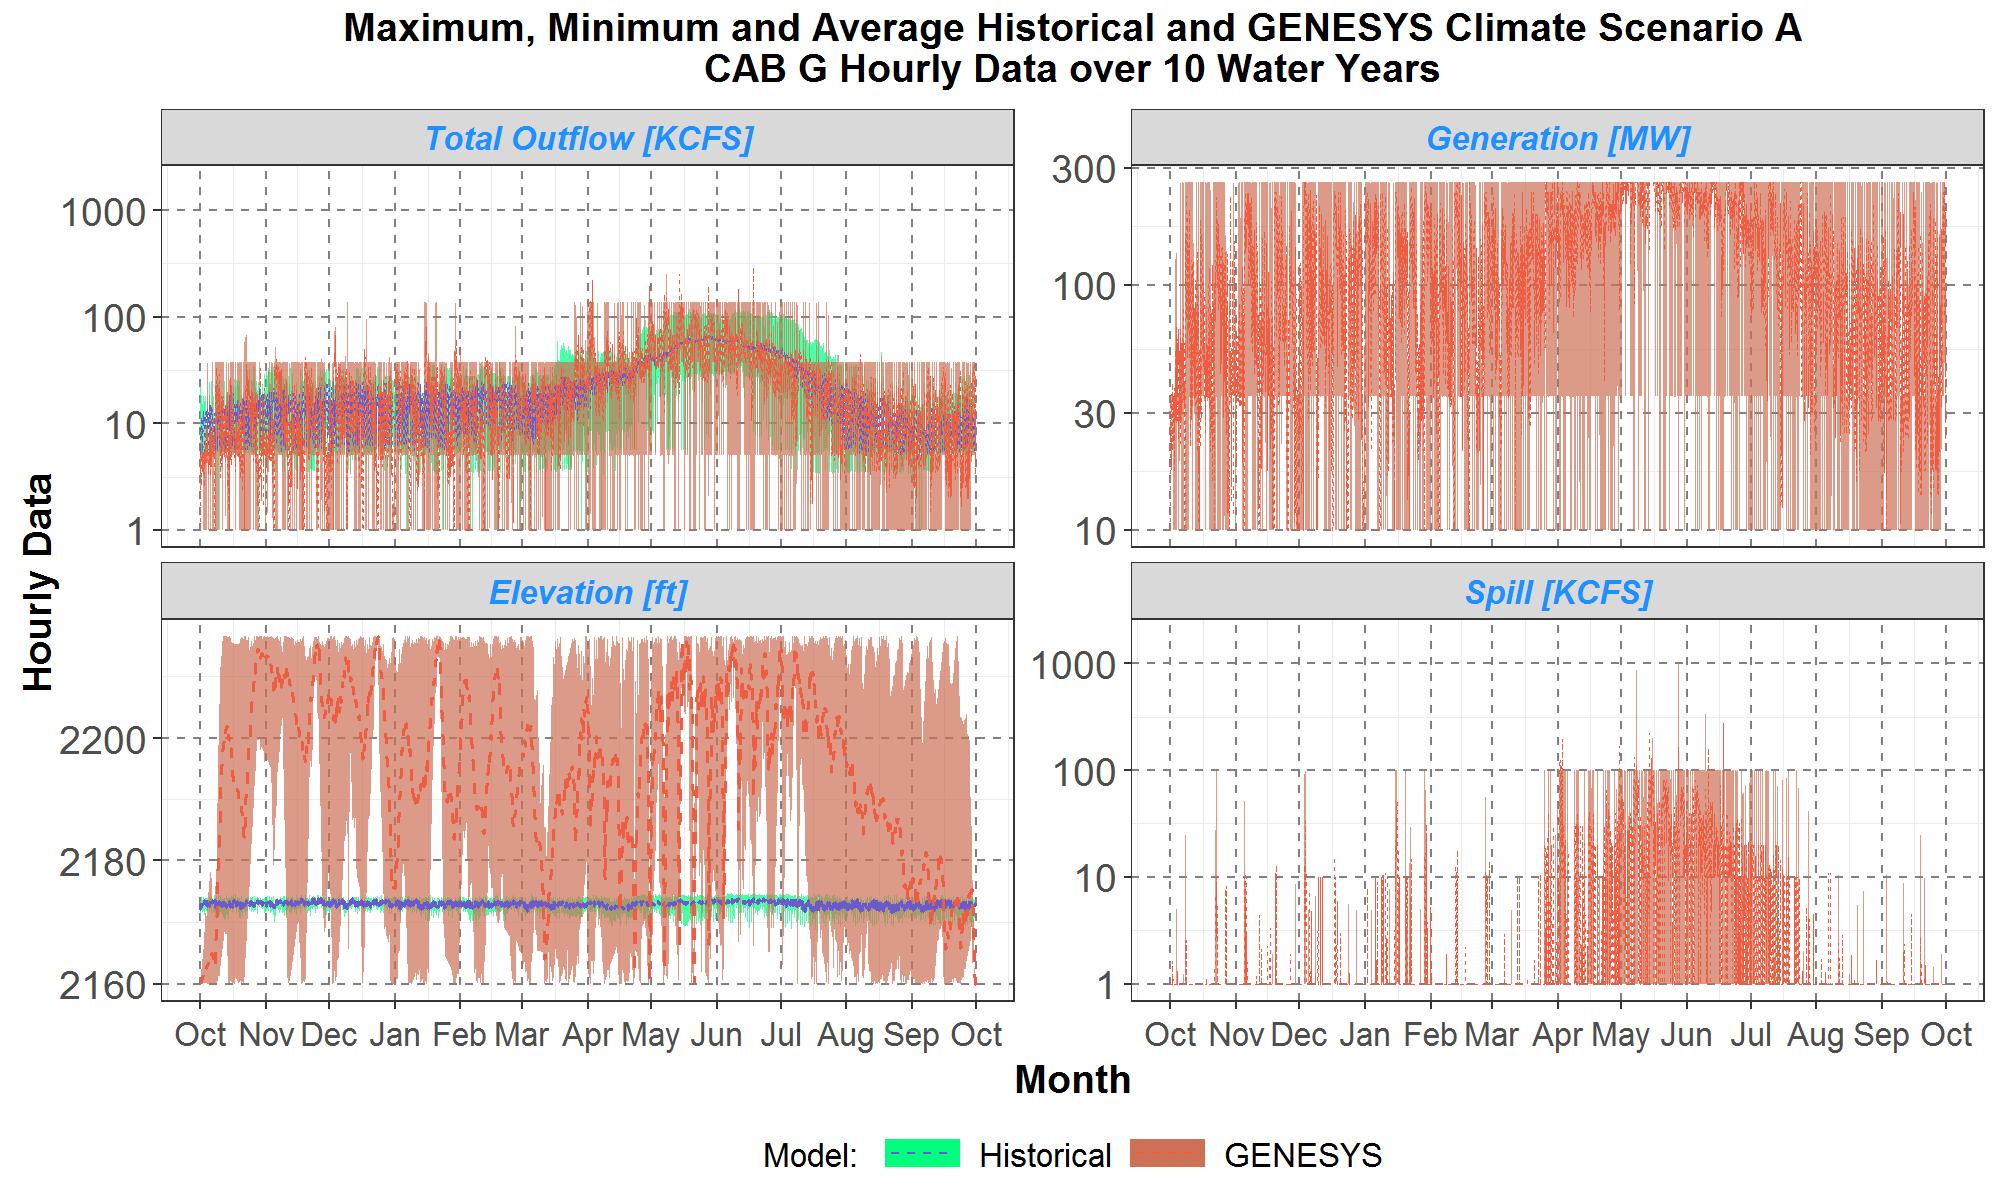 Maximum, Minimum and Average Historical and GENESYS Climate Scenario A
CAB G Hourly Data over 10 Water Years
Total Outflow [KCFS]
Generation [MW]
1000
100
10
1
300
100
30
10
Hourly Data
Elevation [ft]
Spill [KCFS]
2200
2180
2160
1000
100
10
1
Oct Nov Dec Jan Feb Mar Apr May Jun Jul Aug Sep Oct
Oct Nov Dec Jan Feb Mar Apr May Jun Jul Aug Sep Oct
Month
Model: Historical GENESYS